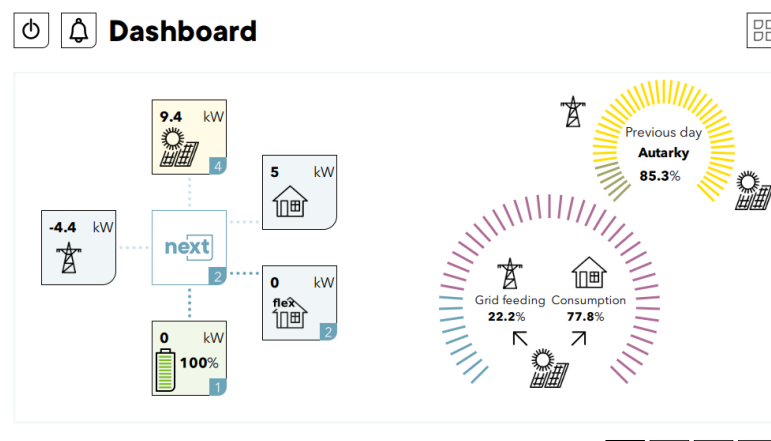 Dashboard
9.4 kW
4
5 kW
-4.4 kW
next
2
0 kW
flex
2
0 kW
100%
1
Previous day
Autarky
85.3%
Grid feeding Consumption
22.2% 77.8%